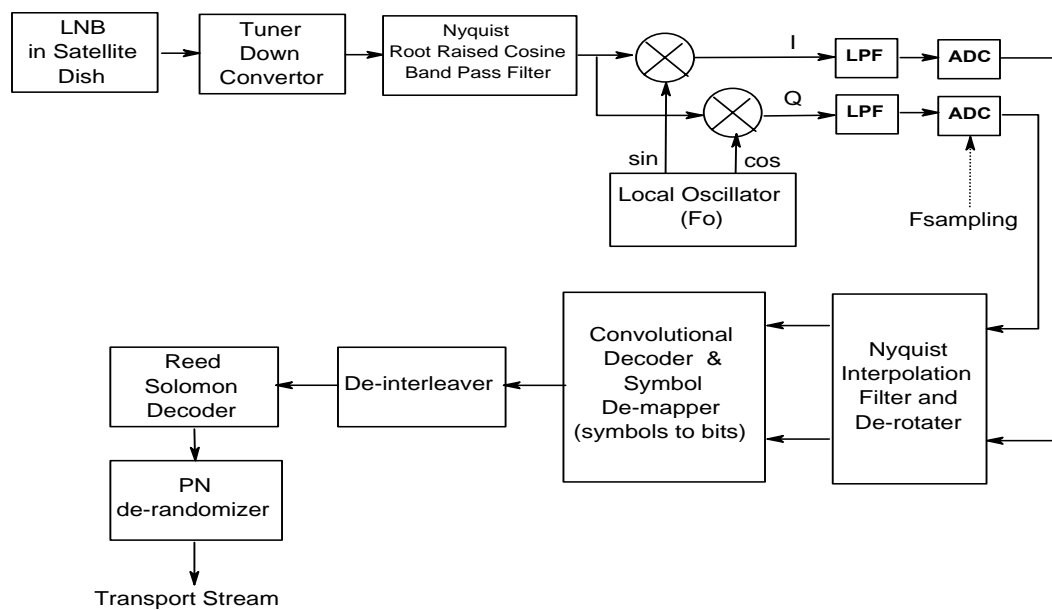 LNB
in Satellite
Dish
Tuner
Down
Convertor
Nyquist
Root Raised Cosine
Band Pass Filter
I
LPF
ADC
Q
LPF
ADC
sin
cos
Local Oscillator
(Fo)
Fsampling
Nyquist
Interpolation
Filter and
De-rotater
Convolutional
Decoder &
Symbol
De-mapper
(symbols to bits)
De-interleaver
Reed
Solomon
Decoder
PN
de-randomizer
Transport Stream